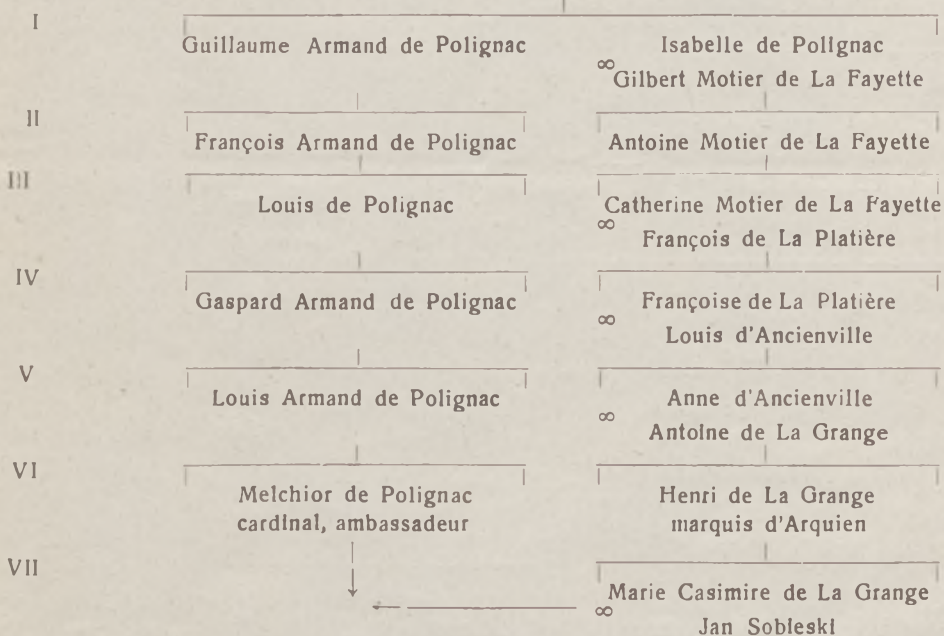 I
Guillaume Armand de Polignac Isabelle de Polignac
∞ Gilbert Motier de La Fayette
II
François Armand de Polignac Antoine Motier de La Fayette
III
Louis de Polignac Catherine Motier de La Fayette
∞ François de La Platière
IV
Gaspard Armand de Polignac Françoise de La Platière
∞ Louis d'Ancienville
V
Louis Armand de Polignac Anne d'Ancienville
∞ Antoine de La Grange
VI
Melchior de Polignac Henri de La Grange
cardinal, ambassadeur marquis d'Arquien
VII
Marie Casimire de La Grange
∞ Jan Sobieski